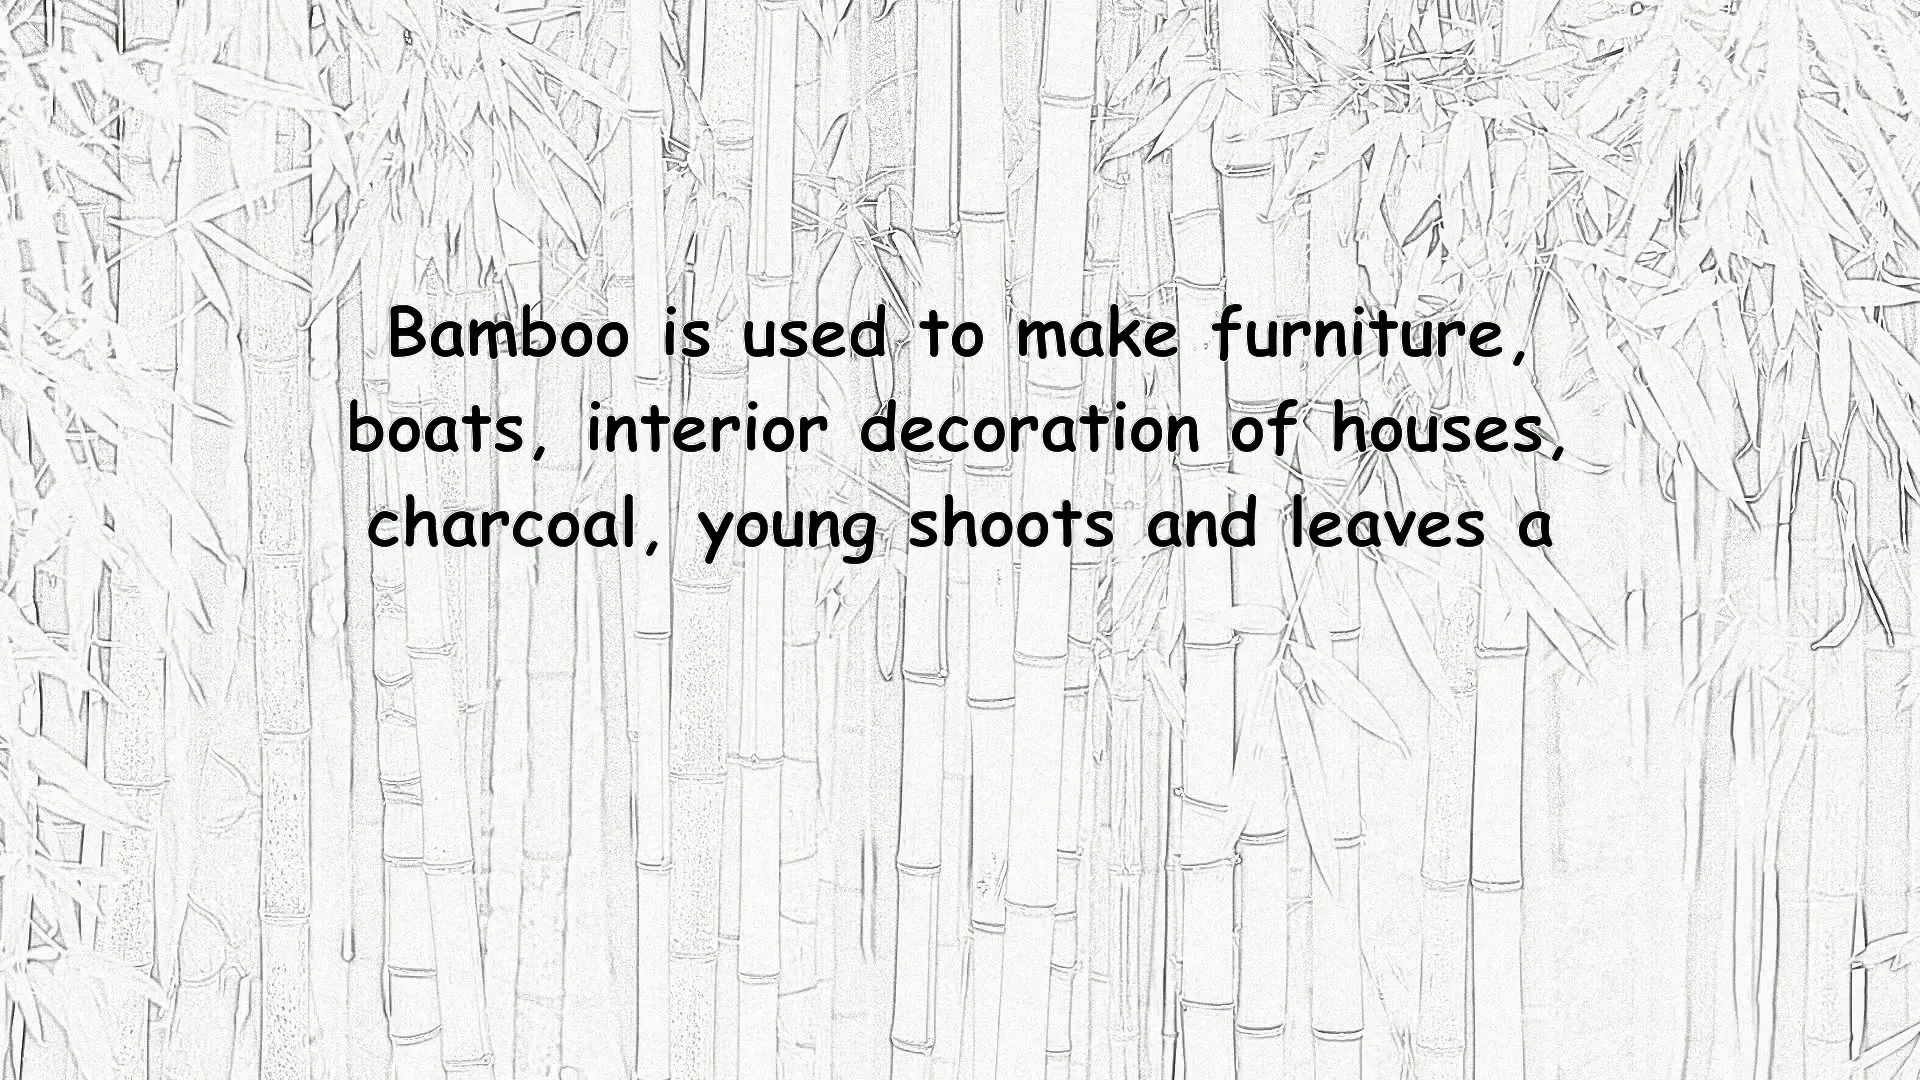 Bamboo is used to make furniture,
boats, interior decoration of houses,
charcoal, young shoots and leaves a